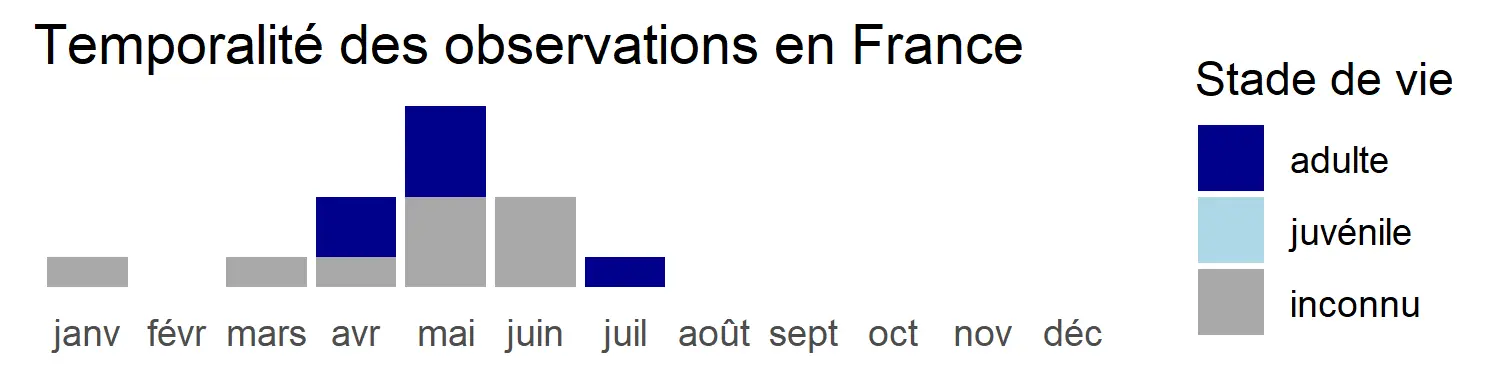 Temporalité des observations en France
Stade de vie
adulte
juvénile
inconnu
janv févr mars avr mai juin juil août sept oct nov déc